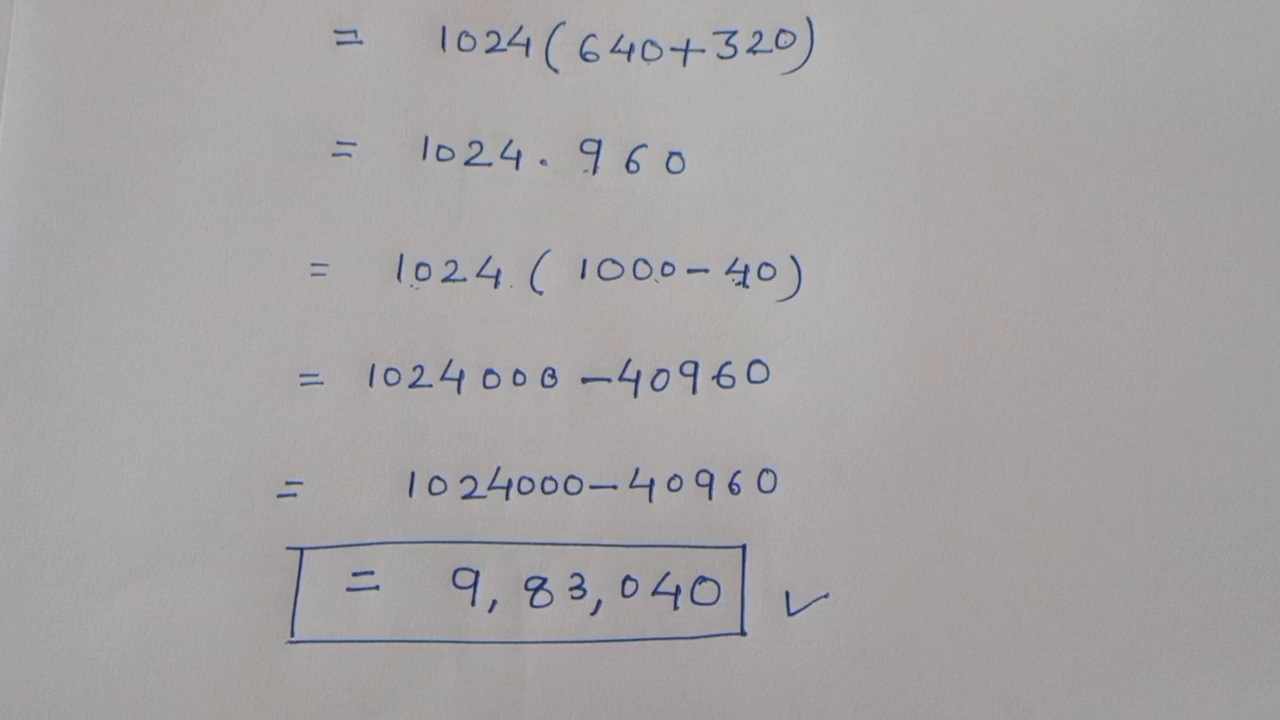 = 1024(640+320)
= 1024. 960
= 1024. (1000-40)
= 1024000 -40960
= 1024000-40960
= 9,83,040 ✓